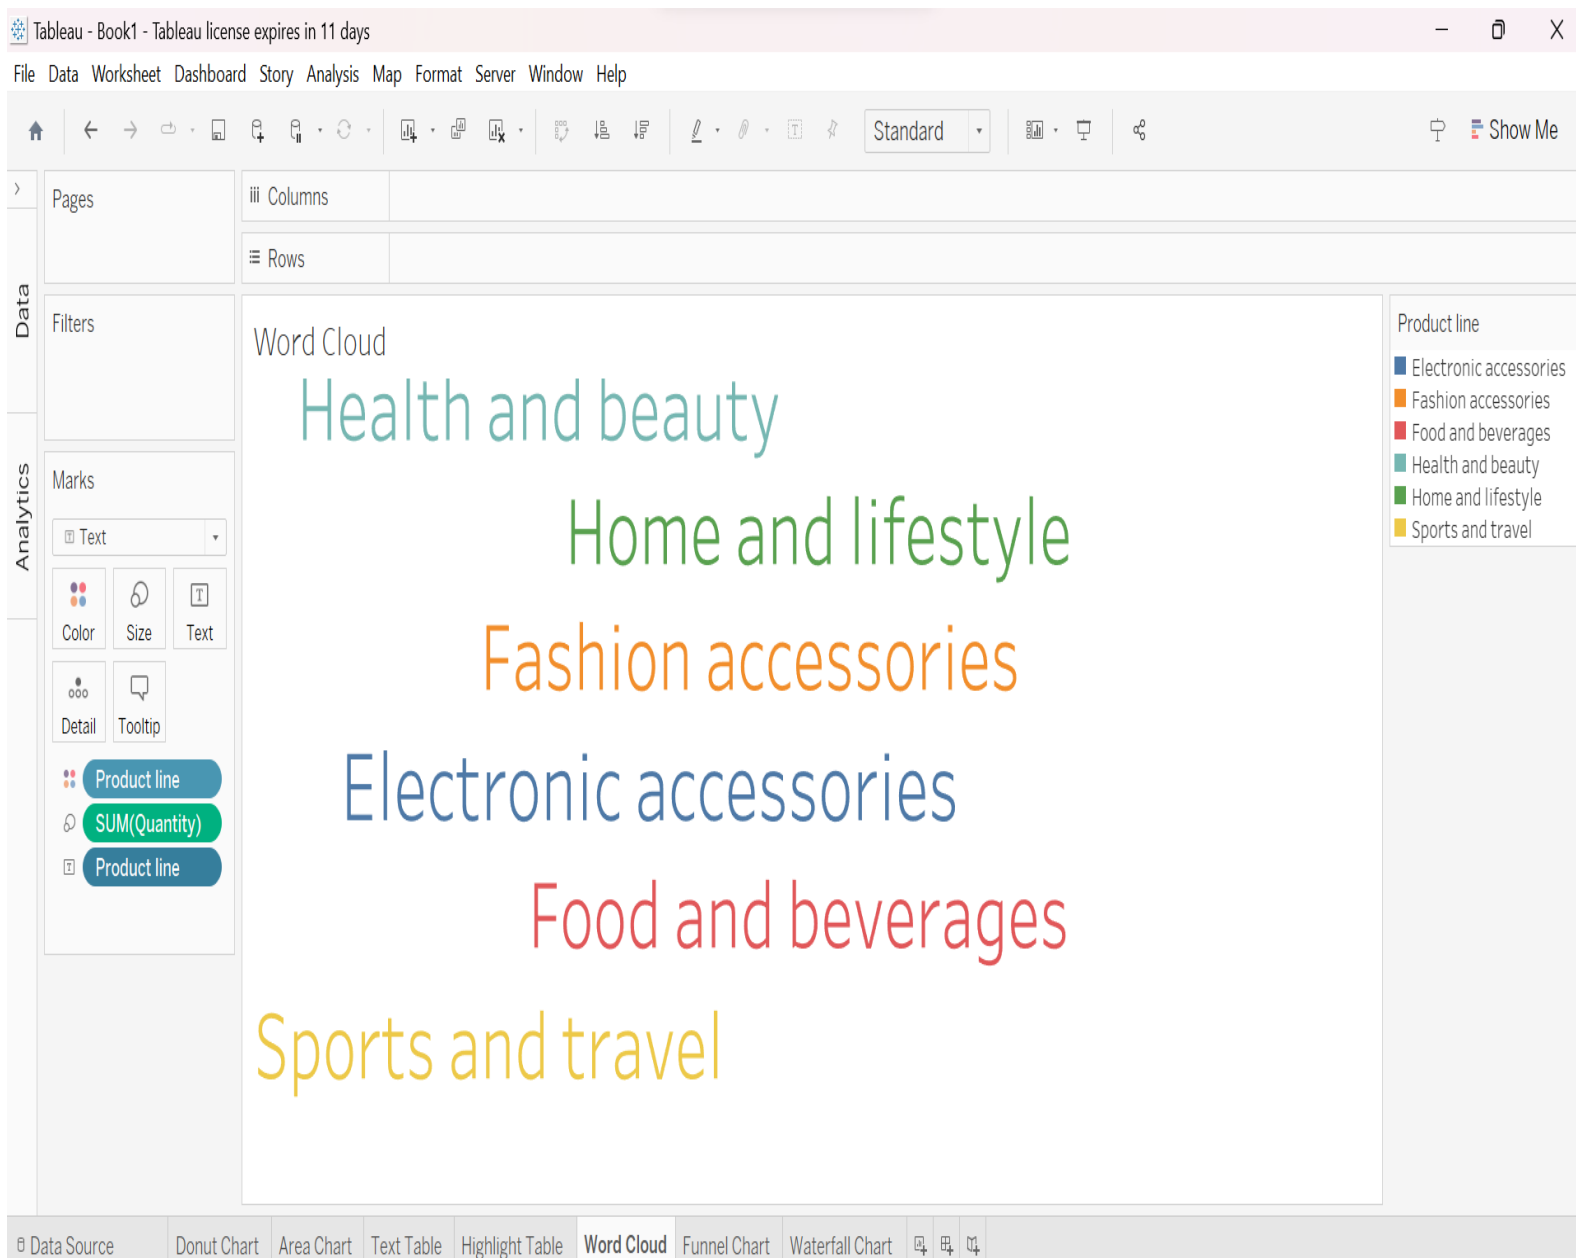 Tableau - Book1 - Tableau license expires in 11 days
File Data Worksheet Dashboard Story Analysis Map Format Server Window Help
Standard
Show Me
Data
Analytics
Pages
Filters
Marks
Text
Color Size Text
Detail Tooltip
Product line
SUM(Quantity)
Product line
Columns
Rows
Word Cloud
Health and beauty
Home and lifestyle
Fashion accessories
Electronic accessories
Food and beverages
Sports and travel
Product line
Electronic accessories
Fashion accessories
Food and beverages
Health and beauty
Home and lifestyle
Sports and travel
Data Source Donut Chart Area Chart Text Table Highlight Table Word Cloud Funnel Chart Waterfall Chart